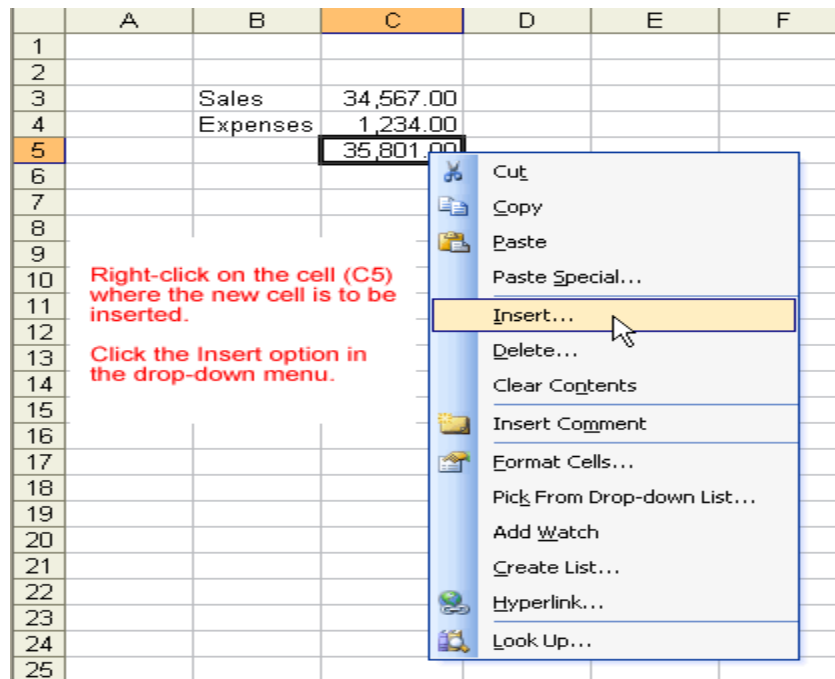 A B C D E F
1
2
3 Sales 34,567.00
4 Expenses 1,234.00
5 35,801.00
6
7
8
9
10
11
12
13
14
15
16
17
18
19
20
21
22
23
24
25
Right-click on the cell (C5)
where the new cell is to be
inserted.
Click the Insert option in
the drop-down menu.
Cut
Copy
Paste
Paste Special...
Insert...
Delete...
Clear Contents
Insert Comment
Format Cells...
Pick From Drop-down List...
Add Watch
Create List...
Hyperlink...
Look Up...